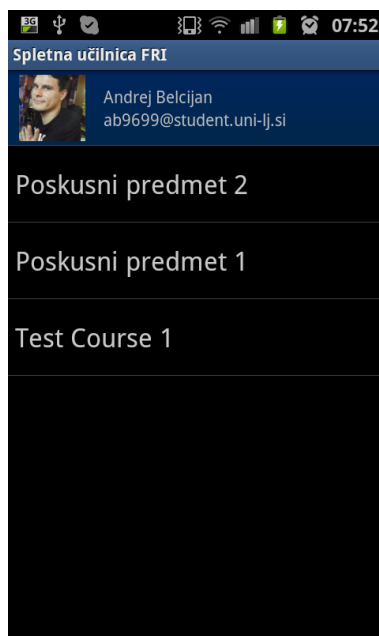 3G 07:52
Spletna učilnica FRI
Andrej Belcijan
ab9699@student.uni-lj.si
Poskusni predmet 2
Poskusni predmet 1
Test Course 1